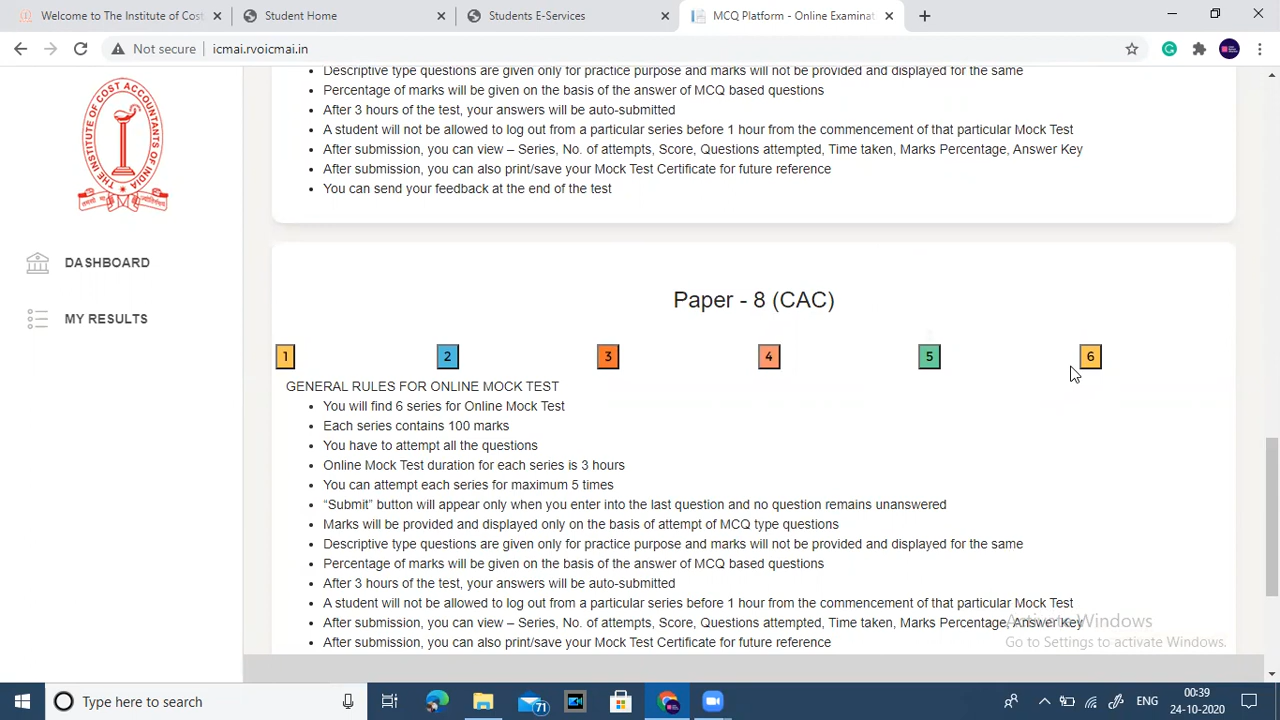 Welcome to The Institute of Cost
Student Home
Students E-Services
MCQ Platform - Online Examinat
Not secure
icmai.rvoicmai.in
THE INSTITUTE OF COST ACCOUNTANTS OF INDIA
DASHBOARD
MY RESULTS
Descriptive type questions are given only for practice purpose and marks will not be provided and displayed for the same
Percentage of marks will be given on the basis of the answer of MCQ based questions
After 3 hours of the test, your answers will be auto-submitted
A student will not be allowed to log out from a particular series before 1 hour from the commencement of that particular Mock Test
After submission, you can view – Series, No. of attempts, Score, Questions attempted, Time taken, Marks Percentage, Answer Key
After submission, you can also print/save your Mock Test Certificate for future reference
You can send your feedback at the end of the test
Paper - 8 (CAC)
1 2 3 4 5 6
GENERAL RULES FOR ONLINE MOCK TEST
You will find 6 series for Online Mock Test
Each series contains 100 marks
You have to attempt all the questions
Online Mock Test duration for each series is 3 hours
You can attempt each series for maximum 5 times
“Submit” button will appear only when you enter into the last question and no question remains unanswered
Marks will be provided and displayed only on the basis of attempt of MCQ type questions
Descriptive type questions are given only for practice purpose and marks will not be provided and displayed for the same
Percentage of marks will be given on the basis of the answer of MCQ based questions
After 3 hours of the test, your answers will be auto-submitted
A student will not be allowed to log out from a particular series before 1 hour from the commencement of that particular Mock Test
After submission, you can view – Series, No. of attempts, Score, Questions attempted, Time taken, Marks Percentage, Answer Key
After submission, you can also print/save your Mock Test Certificate for future reference
Activate Windows
Go to Settings to activate Windows.
Type here to search
71
ENG
00:39
24-10-2020